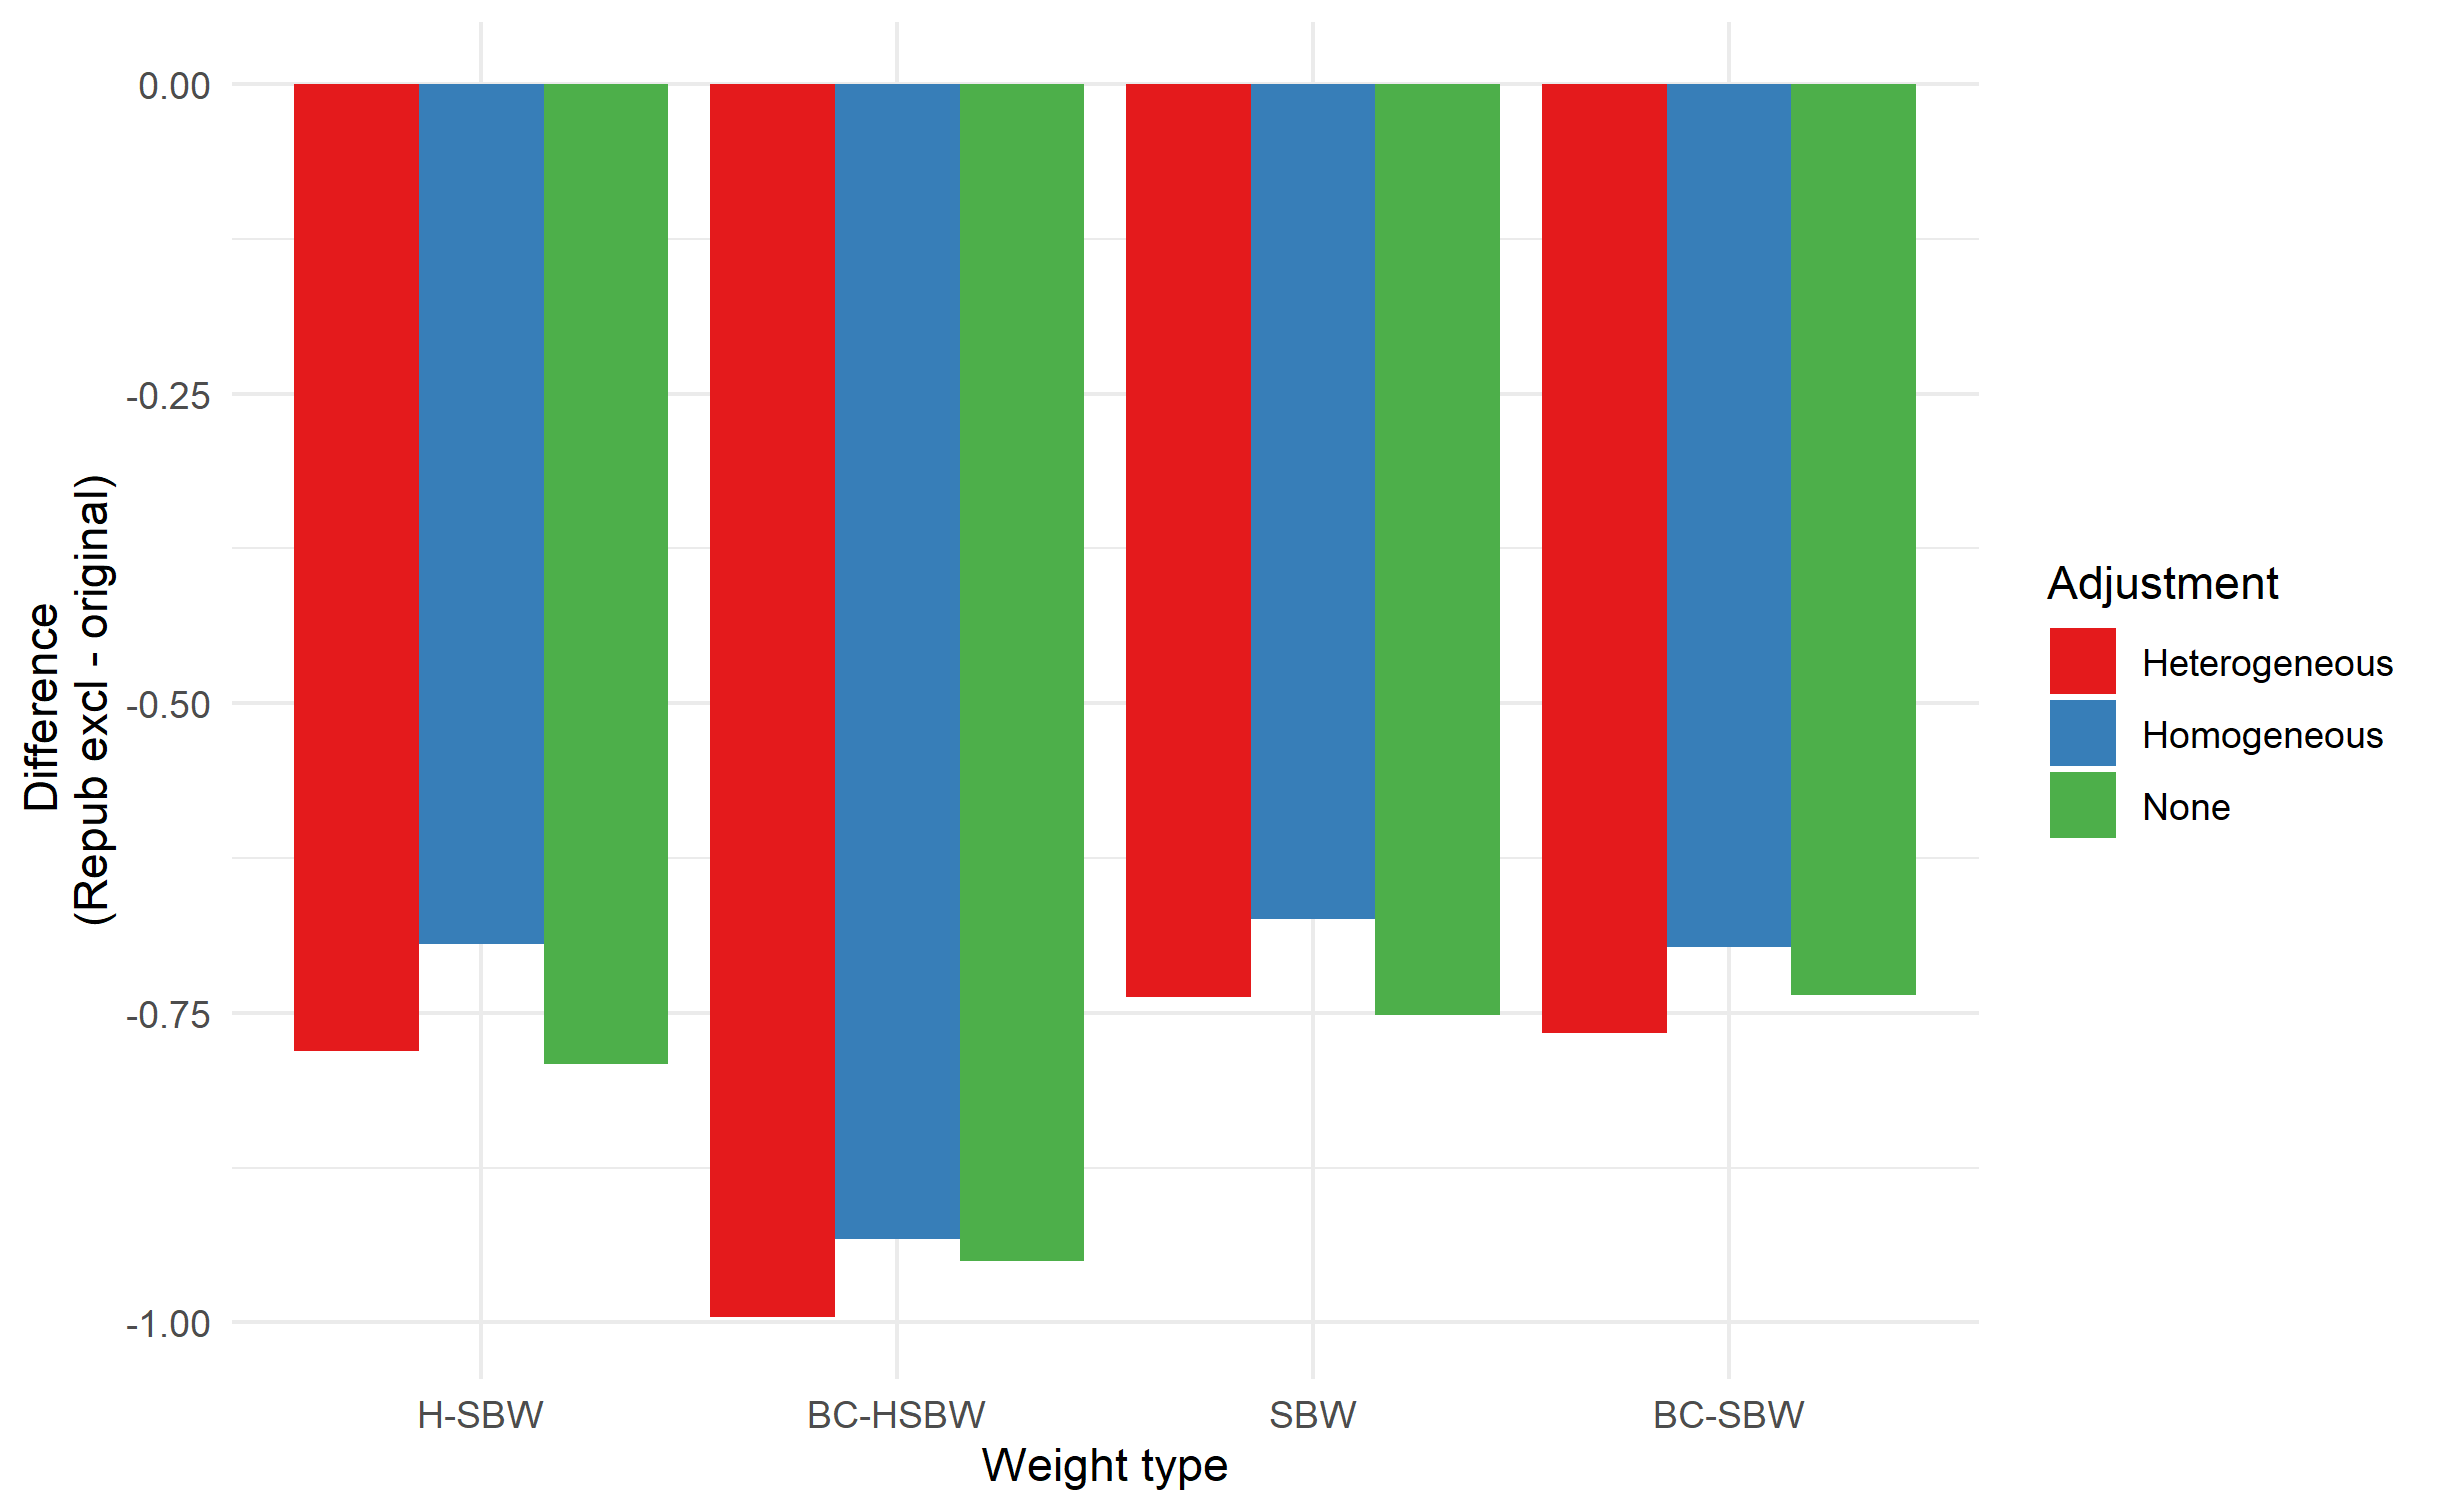 0.00
-0.25
-0.50
-0.75
-1.00
Difference
(Repub excl - original)
H-SBW
BC-HSBW
SBW
BC-SBW
Weight type
Adjustment
Heterogeneous
Homogeneous
None